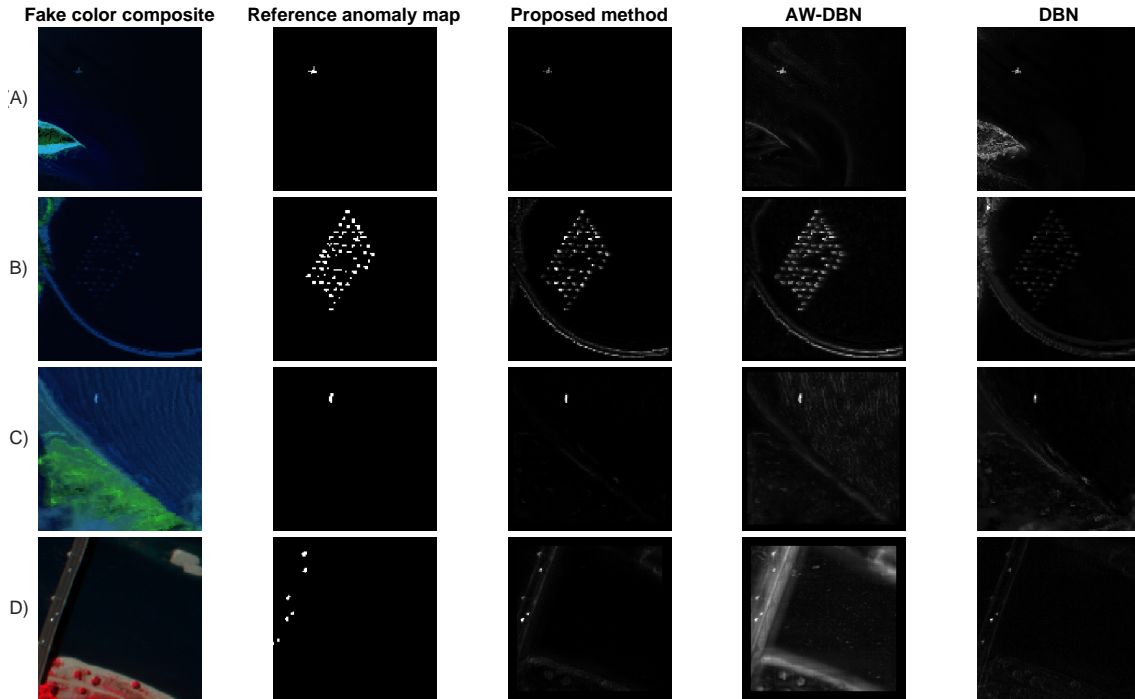 Fake color composite Reference anomaly map Proposed method AW-DBN DBN
(A)
B)
C)
D)